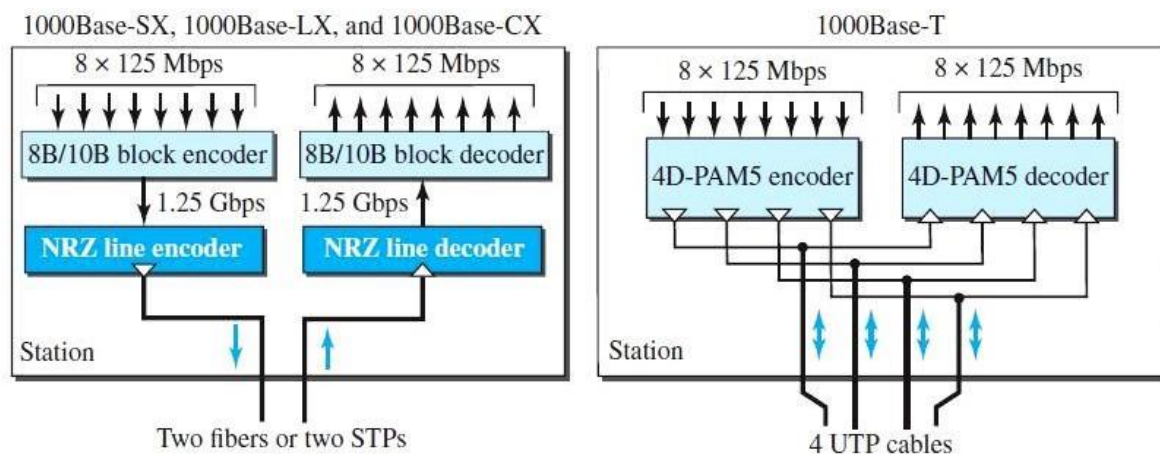 1000Base-SX, 1000Base-LX, and 1000Base-CX
8 × 125 Mbps
8 × 125 Mbps
8B/10B block encoder
8B/10B block decoder
1.25 Gbps
1.25 Gbps
NRZ line encoder
NRZ line decoder
Station
Two fibers or two STPs
1000Base-T
8 × 125 Mbps
8 × 125 Mbps
4D-PAM5 encoder
4D-PAM5 decoder
Station
4 UTP cables